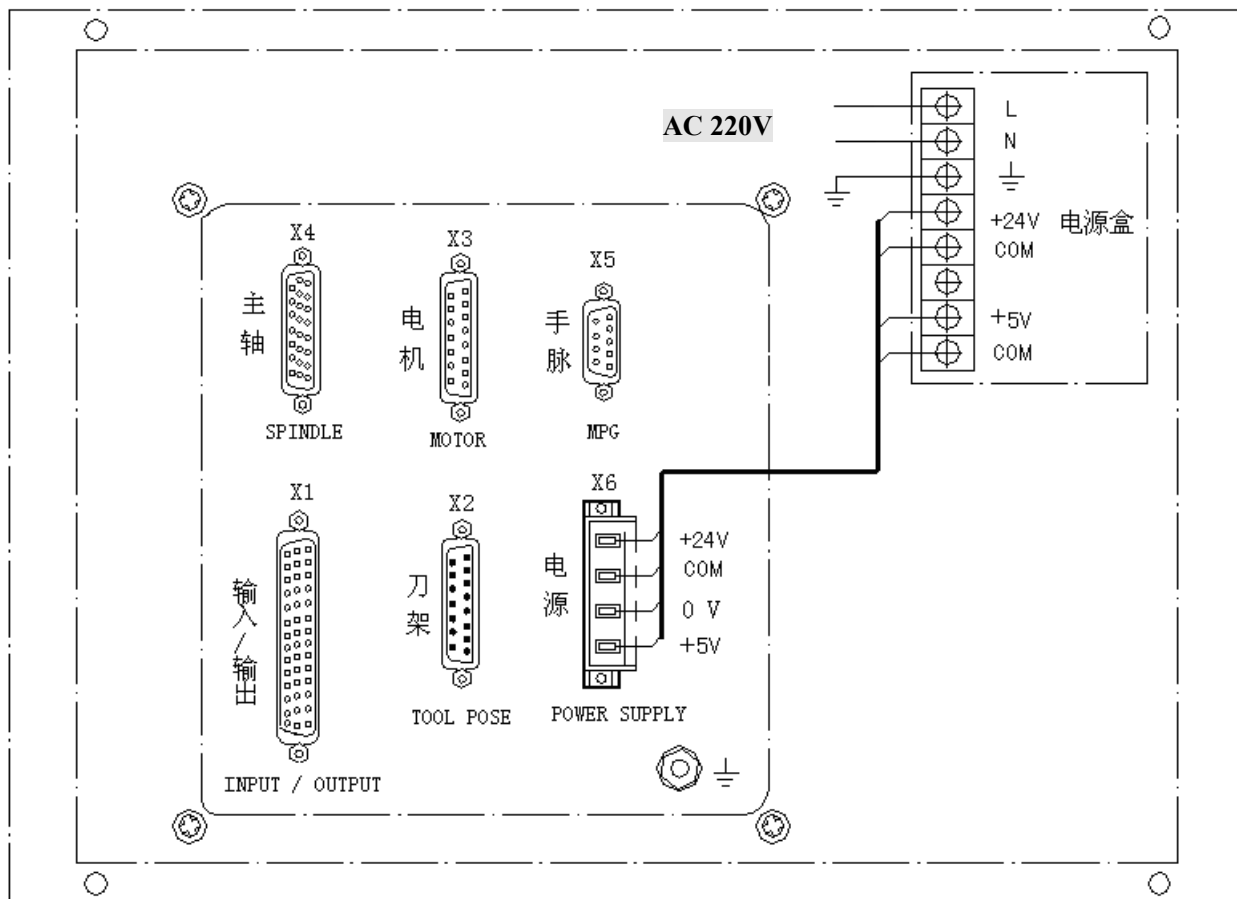 AC 220V
L
N
+24V
电源盒
COM
+5V
COM
X4
主轴
SPINDLE
X3
电机
MOTOR
X5
手脉
MPG
X1
输入/输出
INPUT / OUTPUT
X2
刀架
TOOL POSE
X6
电源
+24V
COM
0 V
+5V
POWER SUPPLY